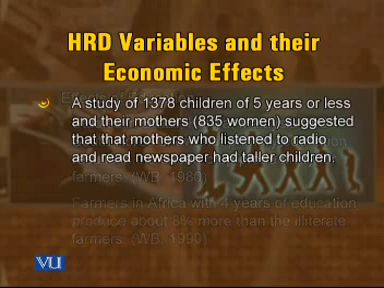 HRD Variables and their
Economic Effects
Effects of
A study of 1378 children of 5 years or less
and their mothers (835 women) suggested
that that mothers who listened to radio
and read newspaper had taller children.
farmers. (WB, 1980)
Farmers in Africa with 4 years of education
produce about 8% more than the illiterate
farmers. (WB, 1990)
VU